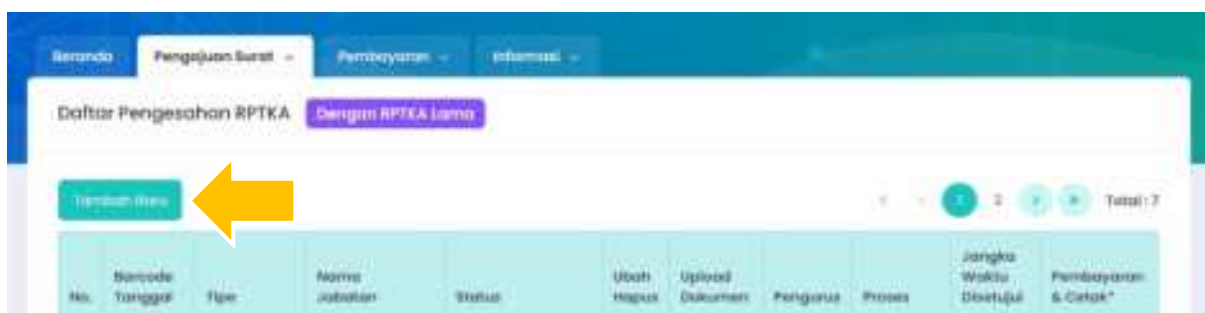 Beranda Pengajuan Surat Pembayaran Informasi
Daftar Pengesahan RPTKA Dengan RPTKA Lama
Tambah Baru 1 2 Total : 7
No. Barcode Tanggal Tipe Nama Jabatan Status Ubah Hapus Upload Dokumen Pengurus Proses Jangka Waktu Disetujui Pembayaran & Cetak*